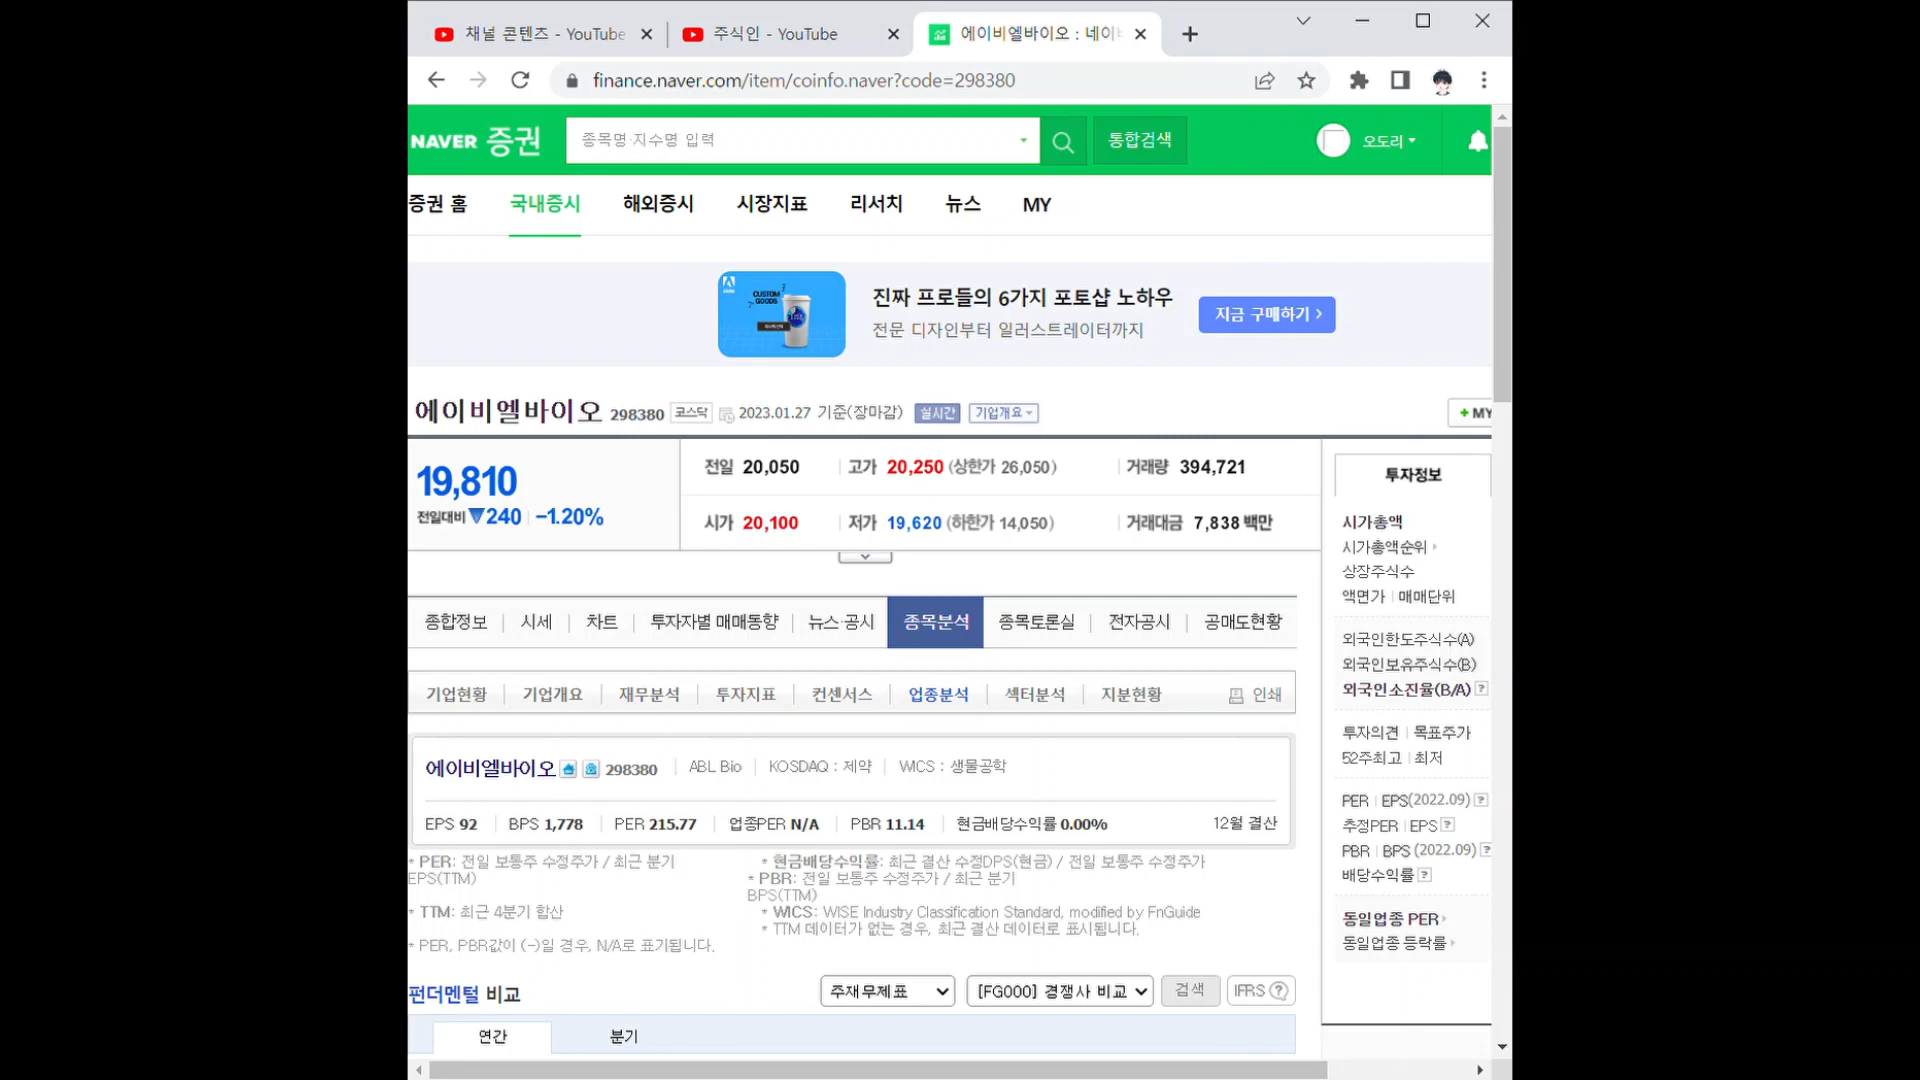 채널 콘텐츠 - YouTube
주식인 - YouTube
에이비엘바이오 : 네이버
finance.naver.com/item/coinfo.naver?code=298380
NAVER 증권
종목명·지수명 입력
통합검색
오도리
증권 홈 국내증시 해외증시 시장지표 리서치 뉴스 MY
CUSTOM
GOODS
진짜 프로들의 6가지 포토샵 노하우
전문 디자인부터 일러스트레이터까지
지금 구매하기 >
에이비엘바이오 298380 코스닥 2023.01.27 기준(장마감) 실시간 기업개요
+ MY
19,810
전일대비 ▼240 -1.20%
전일 20,050 고가 20,250 (상한가 26,050) 거래량 394,721
시가 20,100 저가 19,620 (하한가 14,050) 거래대금 7,838 백만
종합정보 시세 차트 투자자별 매매동향 뉴스·공시 종목분석 종목토론실 전자공시 공매도현황
기업현황 기업개요 재무분석 투자지표 컨센서스 업종분석 섹터분석 지분현황 인쇄
에이비엘바이오 298380 ABL Bio KOSDAQ : 제약 WICS : 생물공학
EPS 92 BPS 1,778 PER 215.77 업종PER N/A PBR 11.14 현금배당수익률 0.00% 12월 결산
* PER: 전일 보통주 수정주가 / 최근 분기
EPS(TTM)
* TTM: 최근 4분기 합산
* PER, PBR값이 (-)일 경우, N/A로 표기됩니다.
* 현금배당수익률: 최근 결산 수정DPS(현금) / 전일 보통주 수정주가
* PBR: 전일 보통주 수정주가 / 최근 분기
BPS(TTM)
* WICS: WISE Industry Classification Standard, modified by FnGuide
* TTM 데이터가 없는 경우, 최근 결산 데이터로 표시됩니다.
펀더멘털 비교
주재무제표 [FG000] 경쟁사 비교 검색 IFRS ?
연간 분기
투자정보
시가총액
시가총액순위
상장주식수
액면가 | 매매단위
외국인한도주식수(A)
외국인보유주식수(B)
외국인소진율(B/A) ?
투자의견 | 목표주가
52주최고 | 최저
PER | EPS(2022.09) ?
추정PER | EPS ?
PBR | BPS (2022.09) ?
배당수익률 ?
동일업종 PER
동일업종 등락률